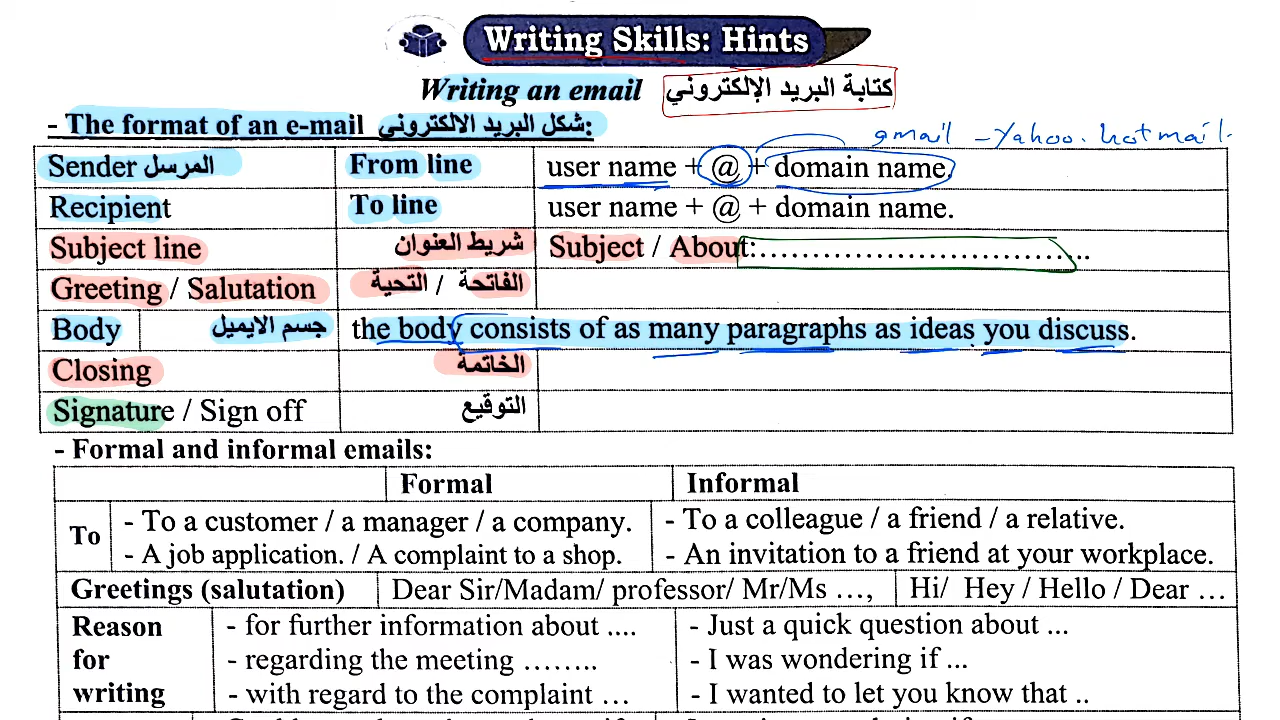 Writing Skills: Hints
Writing an email كتابة البريد الإلكتروني
- The format of an e-mail شكل البريد الالكتروني:
gmail - Yahoo. hotmail.
Sender المرسل From line user name + @ + domain name.
Recipient To line user name + @ + domain name.
Subject line شريط العنوان Subject / About:..............................
Greeting / Salutation الفاتحة / التحية
Body جسم الايميل the body consists of as many paragraphs as ideas you discuss.
Closing الخاتمة
Signature / Sign off التوقيع
- Formal and informal emails:
Formal Informal
To - To a customer / a manager / a company. - To a colleague / a friend / a relative.
- A job application. / A complaint to a shop. - An invitation to a friend at your workplace.
Greetings (salutation) Dear Sir/Madam/ professor/ Mr/Ms …, Hi/ Hey / Hello / Dear …
Reason - for further information about .... - Just a quick question about ...
for - regarding the meeting …….. - I was wondering if ...
writing - with regard to the complaint … - I wanted to let you know that ..